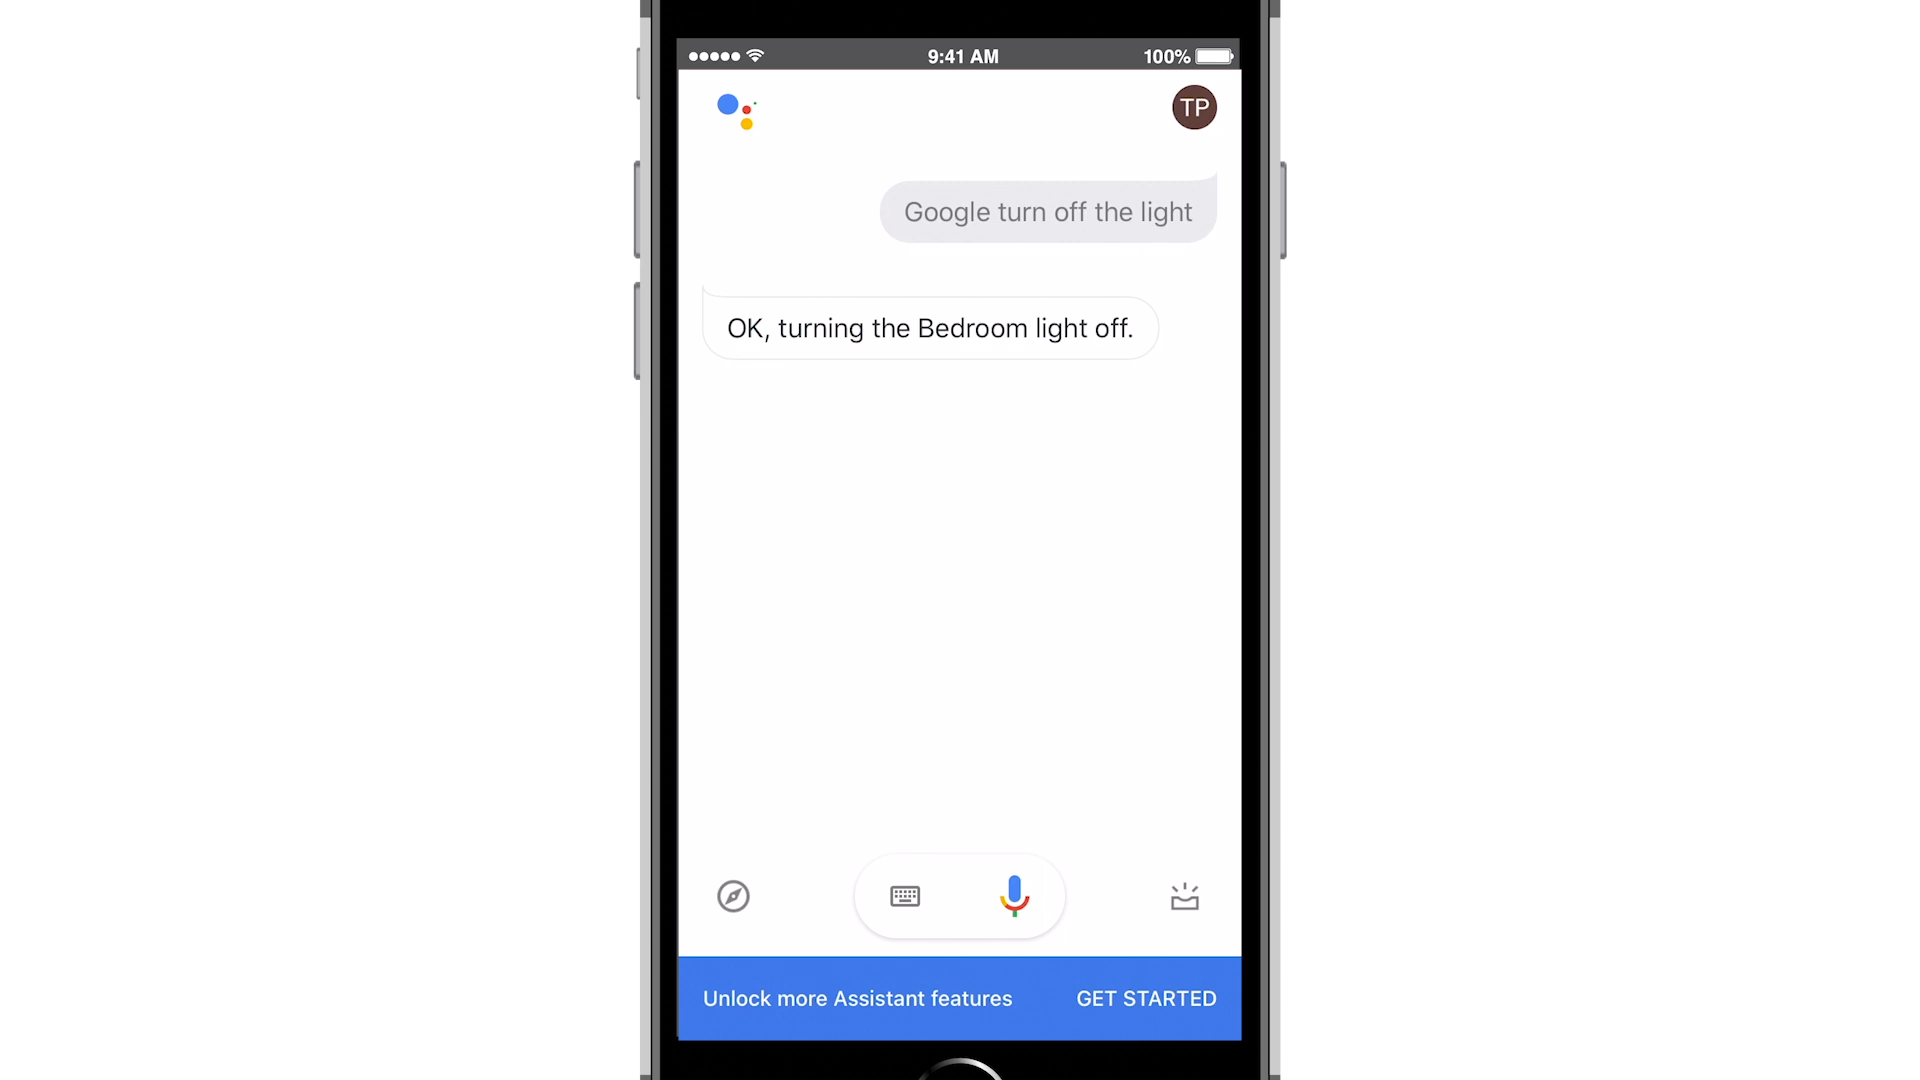 9:41 AM
100%
TP
Google turn off the light
OK, turning the Bedroom light off.
Unlock more Assistant features
GET STARTED